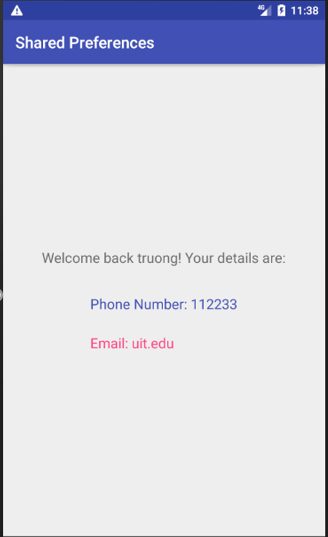 4G 11:38
Shared Preferences
Welcome back truong! Your details are:
Phone Number: 112233
Email: uit.edu